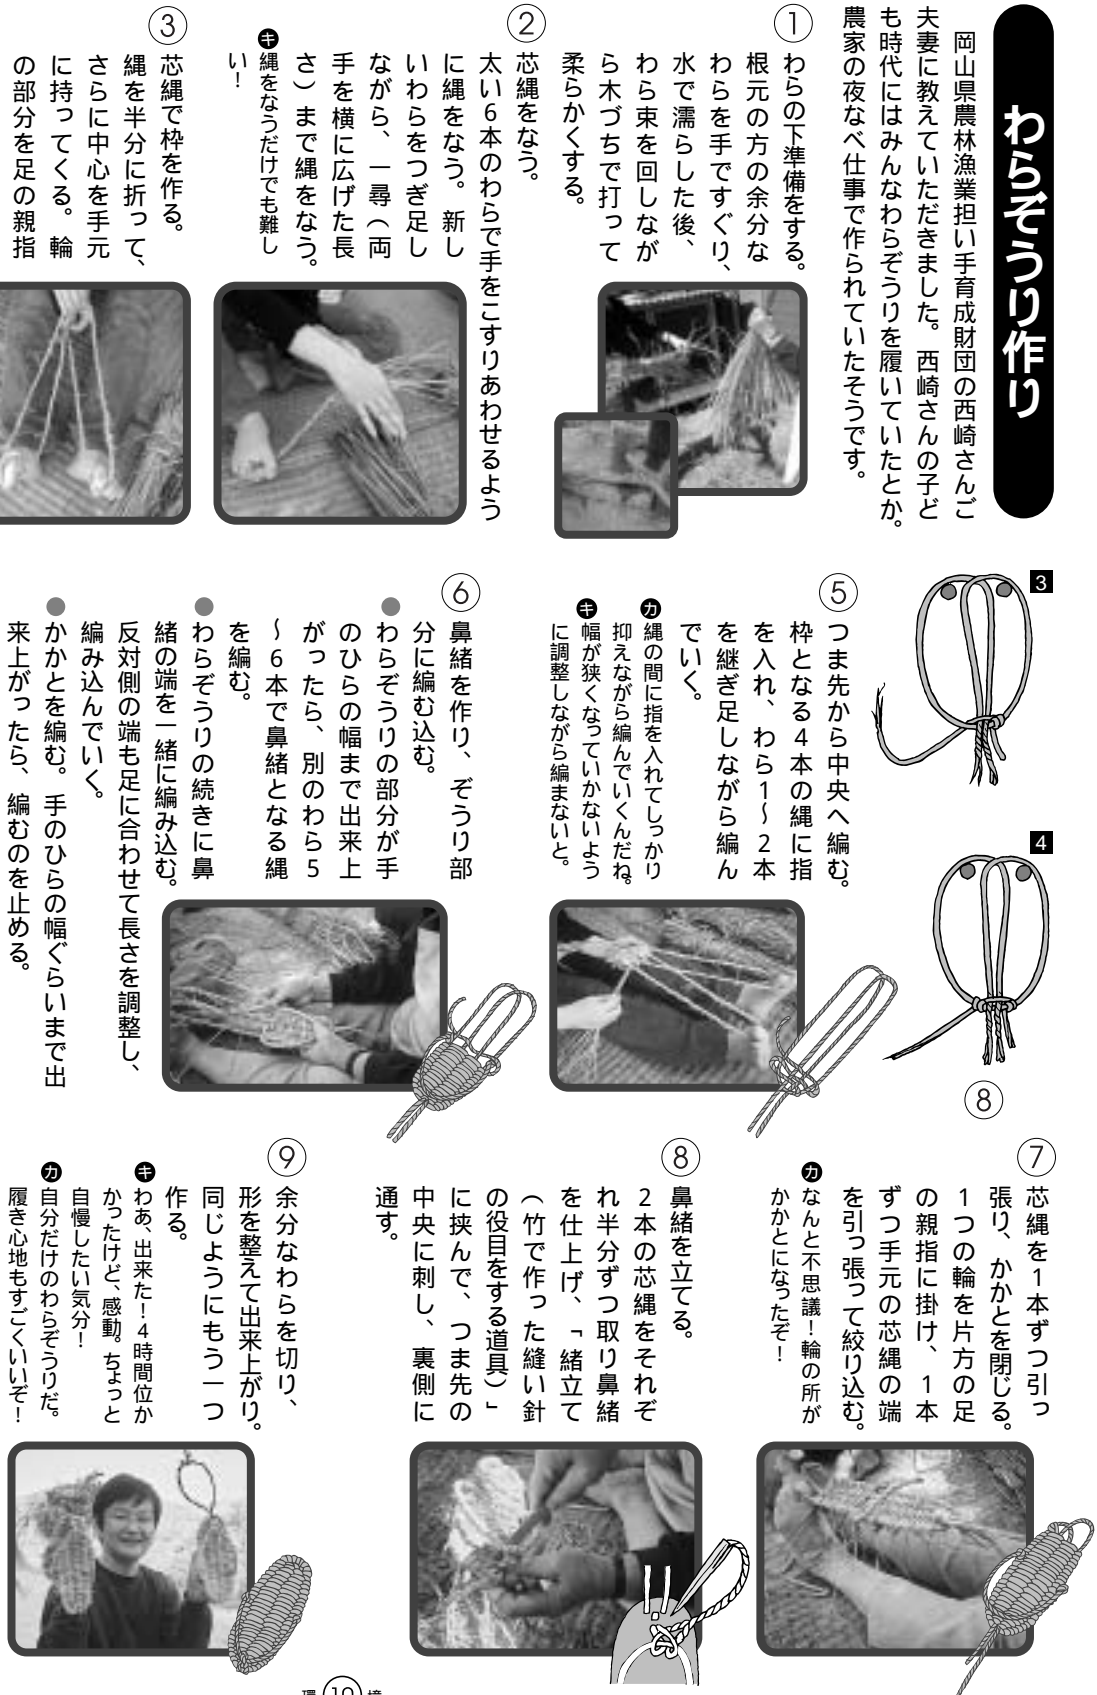 わらぞうり作り
岡山県農林漁業担い手育成財団の西崎さんご
夫妻に教えていただきました。西崎さんの子ど
も時代にはみんなわらぞうりを履いていたとか。
農家の夜なべ仕事で作られていたそうです。
①
わらの下準備をする。
根元の方の余分な
わらを手ですぐり、
水で濡らした後、
わら束を回しなが
ら木づちで打って
柔らかくする。
②
芯縄をなう。
太い6本のわらで手をこすりあわせるよう
に縄をなう。新し
いわらをつぎ足し
ながら、一尋（両
手を横に広げた長
さ）まで縄をなう。
キ 縄をなうだけでも難し
い！
③
芯縄で枠を作る。
縄を半分に折って、
さらに中心を手元
に持ってくる。輪
の部分を足の親指
3
4
⑧
⑤
つま先から中央へ編む。
枠となる4本の縄に指
を入れ、わら1〜2本
を継ぎ足しながら編ん
でいく。
カ 縄の間に指を入れてしっかり
抑えながら編んでいくんだね。
キ 幅が狭くなっていかないよう
に調整しながら編まないと。
⑥
鼻緒を作り、ぞうり部
分に編む込む。
●わらぞうりの部分が手
のひらの幅まで出来上
がったら、別のわら5
〜6本で鼻緒となる縄
を編む。
●わらぞうりの続きに鼻
緒の端を一緒に編み込む。
反対側の端も足に合わせて長さを調整し、
編み込んでいく。
●かかとを編む。手のひらの幅ぐらいまで出
来上がったら、編むのを止める。
⑦
芯縄を1本ずつ引っ
張り、かかとを閉じる。
1つの輪を片方の足
の親指に掛け、1本
ずつ手元の芯縄の端
を引っ張って絞り込む。
カ なんと不思議！輪の所が
かかとになったぞ！
⑧
鼻緒を立てる。
2本の芯縄をそれぞ
れ半分ずつ取り鼻緒
を仕上げ、「緒立て
（竹で作った縫い針
の役目をする道具）」
に挟んで、つま先の
中央に刺し、裏側に
通す。
⑨
余分なわらを切り、
形を整えて出来上がり。
同じようにもう一つ
作る。
キ わあ、出来た！4時間位か
かったけど、感動。ちょっと
自慢したい気分！
カ 自分だけのわらぞうりだ。
履き心地もすごくいいぞ！